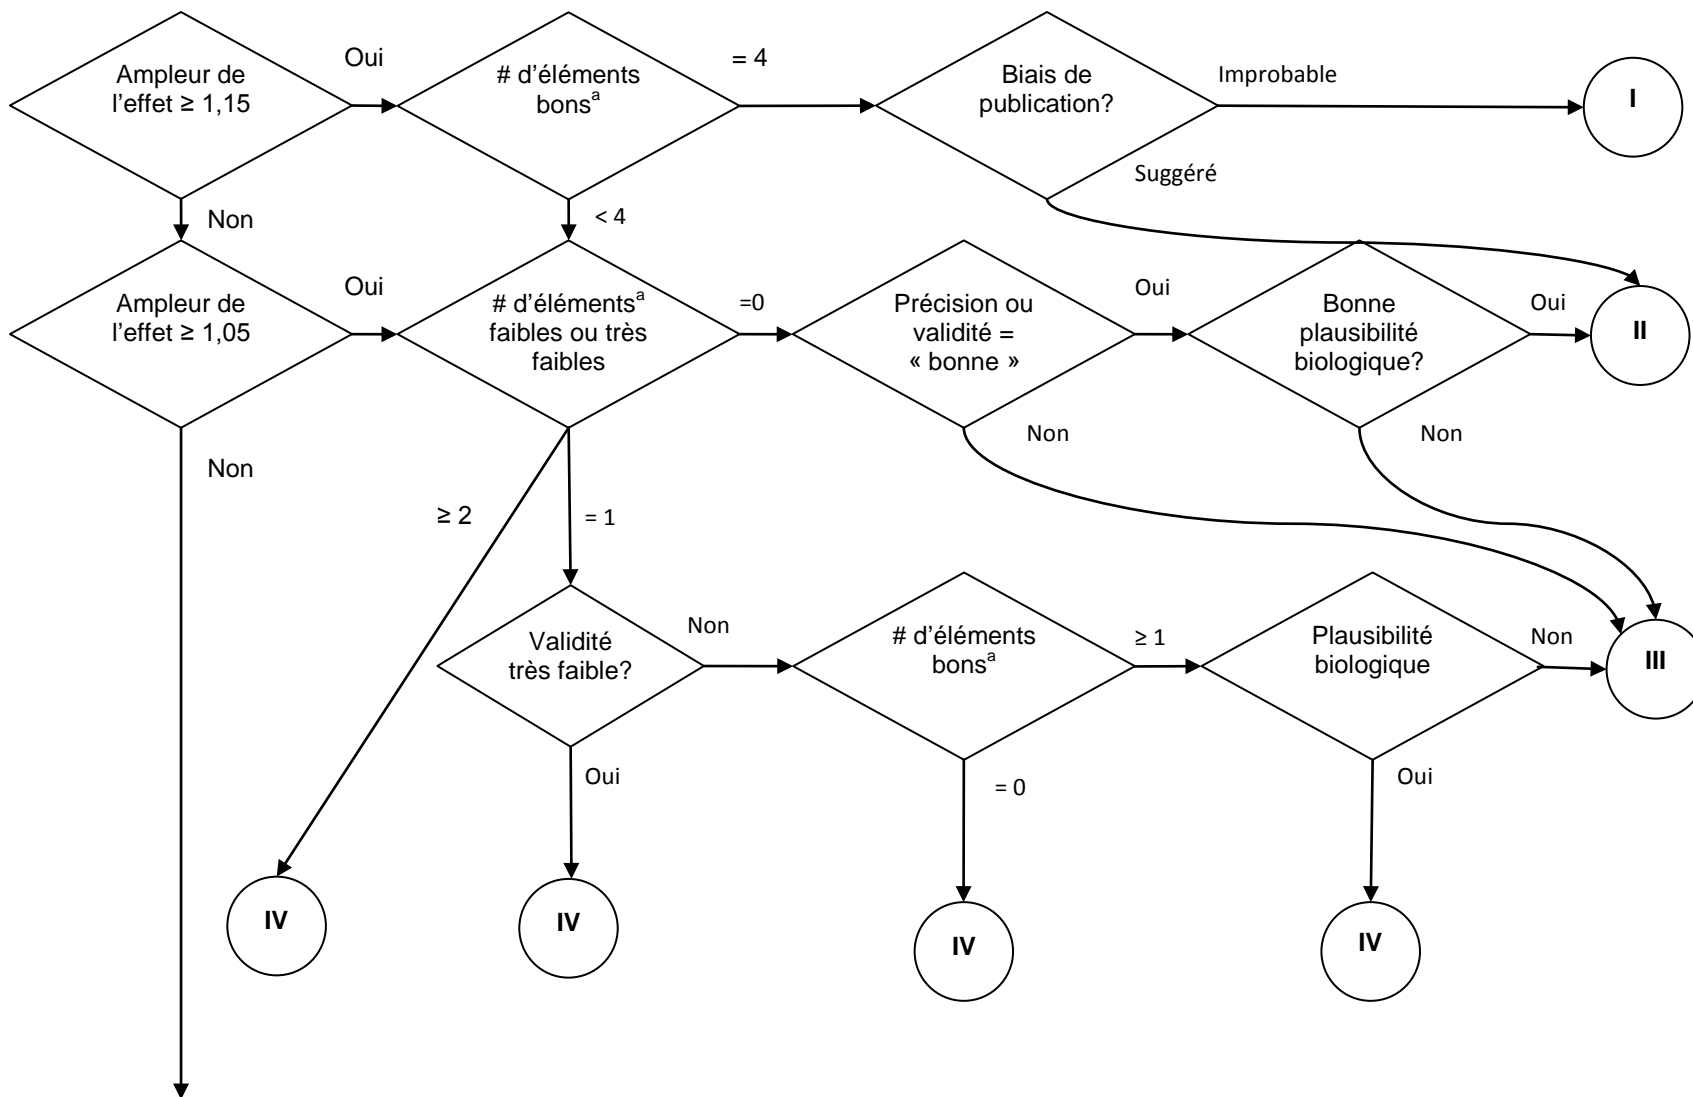 Ampleur de
l'effet ≥ 1,15
Oui
# d'éléments
bonsᵃ
= 4
Biais de
publication?
Improbable
I
Suggéré
Non
< 4
Ampleur de
l'effet ≥ 1,05
Oui
# d'élémentsᵃ
faibles ou très
faibles
=0
Précision ou
validité =
« bonne »
Oui
Bonne
plausibilité
biologique?
Oui
II
Non
Non
Non
≥ 2
= 1
Validité
très faible?
Non
# d'éléments
bonsᵃ
≥ 1
Plausibilité
biologique
Non
III
Oui
= 0
Oui
IV
IV
IV
IV